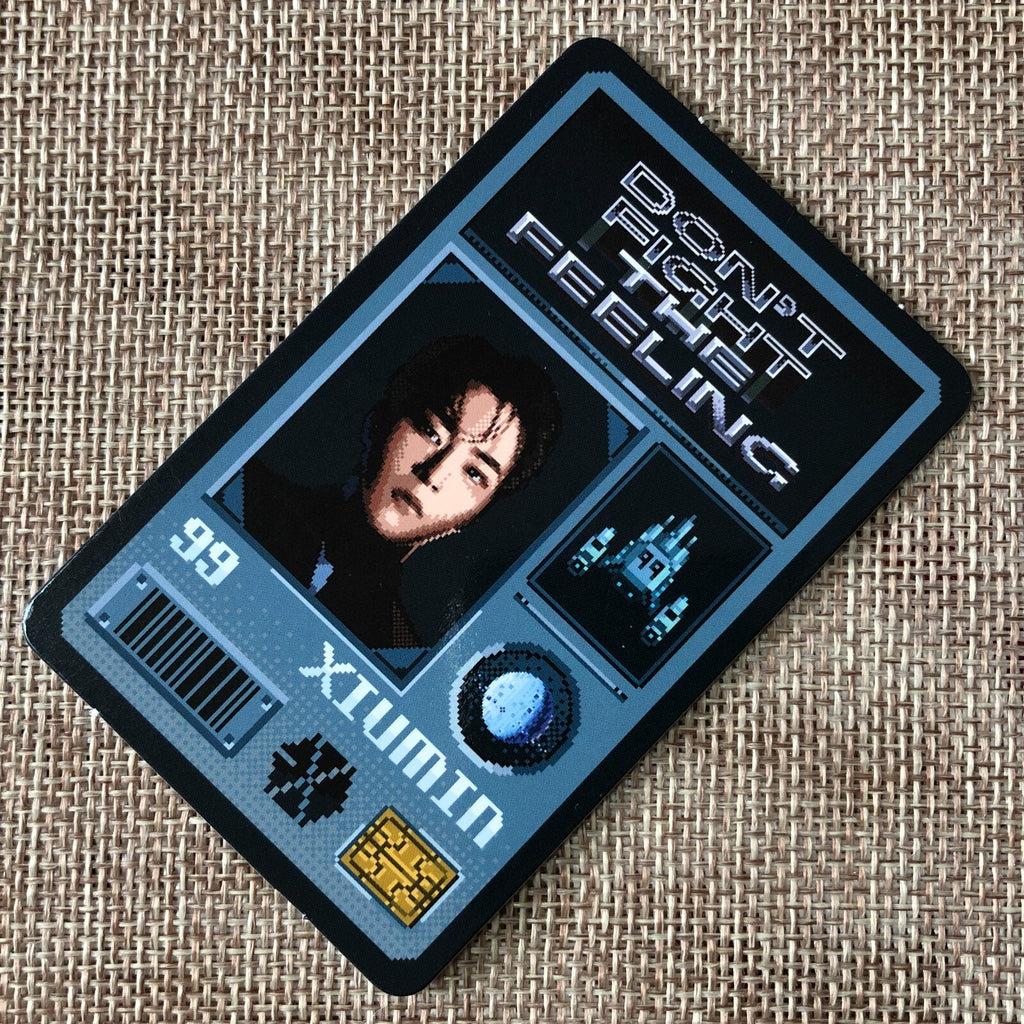 DON'T
FIGHT
THE
FEELING
99
XIUMIN